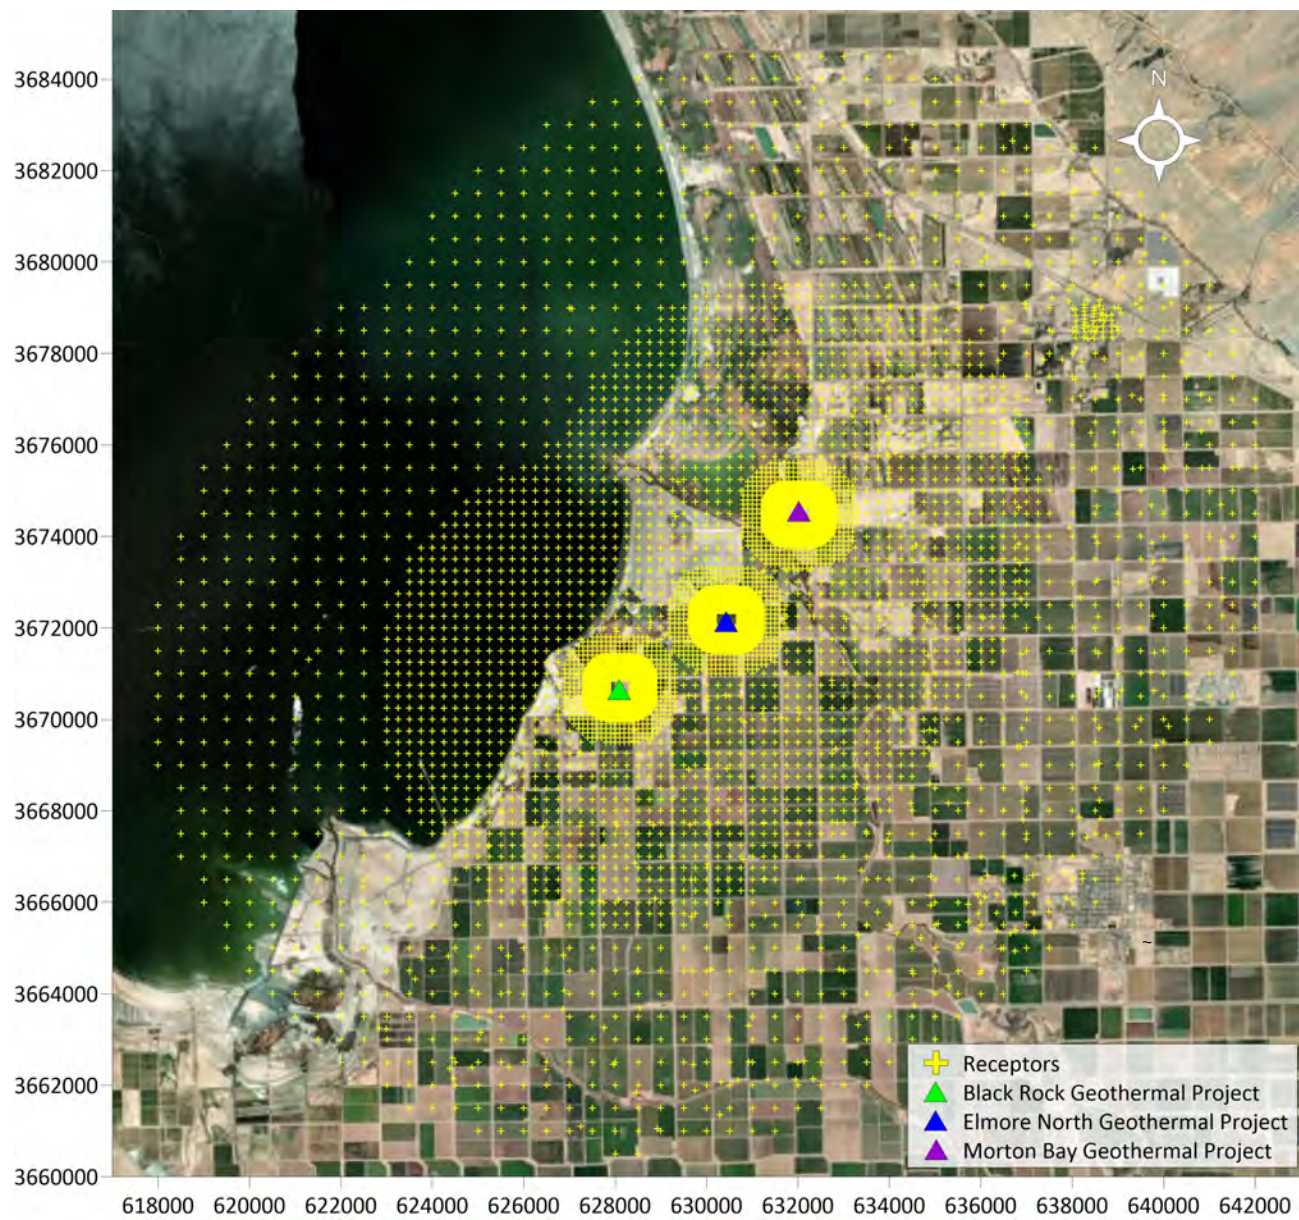 3684000
3682000
3680000
3678000
3676000
3674000
3672000
3670000
3668000
3666000
3664000
3662000
3660000
N
~
Receptors
Black Rock Geothermal Project
Elmore North Geothermal Project
Morton Bay Geothermal Project
618000 620000 622000 624000 626000 628000 630000 632000 634000 636000 638000 640000 642000